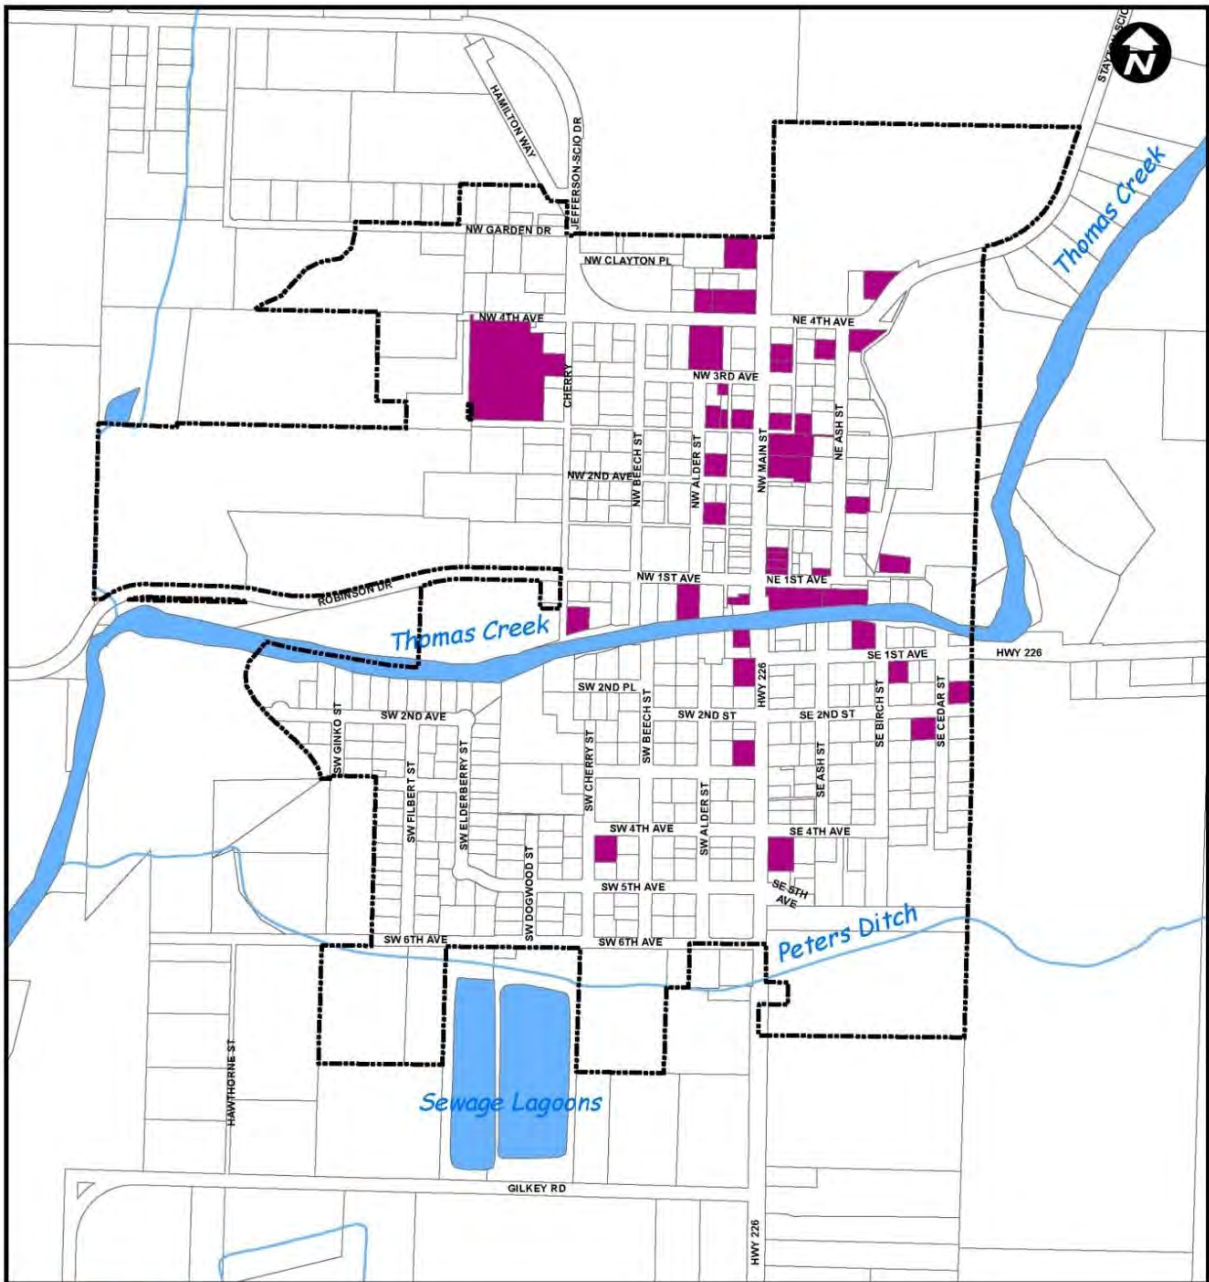 N
STAYTON-SCIO
HAMILTON WAY
JEFFERSON-SCIO DR
Thomas Creek
NW GARDEN DR
NW CLAYTON PL
NW 4TH AVE
NE 4TH AVE
CHERRY
NW 3RD AVE
NW BEECH ST
NW ALDER ST
NW MAIN ST
NE ASH ST
NW 2ND AVE
NW 1ST AVE
NE 1ST AVE
ROBINSON DR
Thomas Creek
SE 1ST AVE
HWY 226
SW 2ND PL
HWY 226
SW 2ND AVE
SW 2ND ST
SE 2ND ST
SW GINKO ST
SW FILBERT ST
SW ELDERBERRY ST
SW CHERRY ST
SW BEECH ST
SW ALDER ST
SE ASH ST
SE BIRCH ST
SE CEDAR ST
SW 4TH AVE
SE 4TH AVE
SW DOGWOOD ST
SW 5TH AVE
SE 5TH
AVE
SW 6TH AVE
SW 6TH AVE
Peters Ditch
HAWTHORNE ST
Sewage Lagoons
GILKEY RD
HWY 226